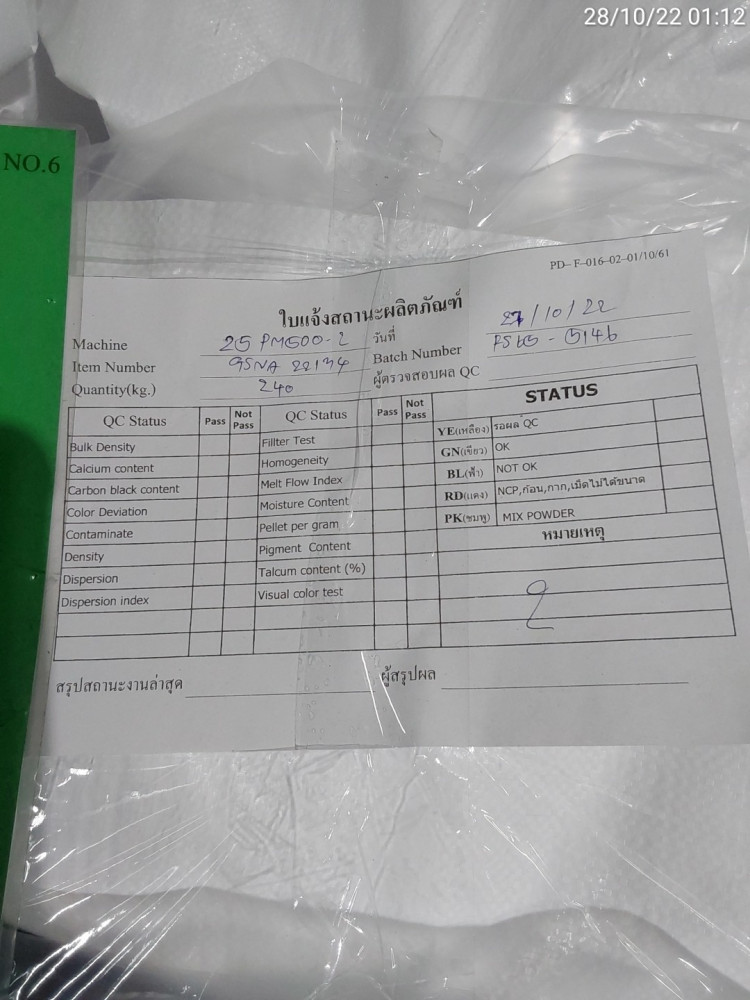 28/10/22 01:12
NO.6
PD-F-016-02-01/10/61
ใบแจ้งสถานะผลิตภัณฑ์
Machine 25 PM500-2 วันที่ 27/10/22
Item Number GSNA 22134 Batch Number
Quantity(kg.) 240 ผู้ตรวจสอบผล QC
QC Status Pass Not Pass QC Status Pass Not Pass STATUS
Bulk Density Fillter Test YE(เหลือง) รอผล QC
Calcium content Homogeneity GN(เขียว) OK
Carbon black content Melt Flow Index BL(ฟ้า) NOT OK
Color Deviation Moisture Content RD(แดง) NCP,ก้อน,กาก,เม็ดไม่ได้ขนาด
Contaminate Pellet per gram PK(ชมพู) MIX POWDER
Density Pigment Content หมายเหตุ
Dispersion Talcum content (%)
Dispersion index Visual color test
2
สรุปสถานะงานล่าสุด ผู้สรุปผล